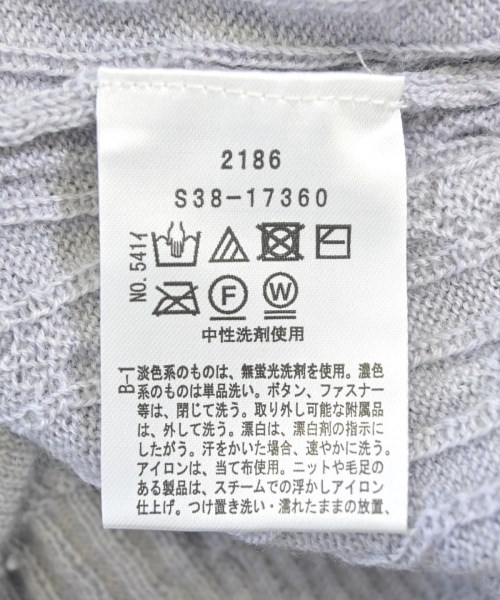 2186
S38-17360
NO. 541イ
F
W
中性洗剤使用
B-1
淡色系のものは、無蛍光洗剤を使用。濃色
系のものは単品洗い。ボタン、ファスナー
等は、閉じて洗う。取り外し可能な附属品
は、外して洗う。漂白は、漂白剤の指示に
したがう。汗をかいた場合、速やかに洗う。
アイロンは、当て布使用。ニットや毛足の
ある製品は、スチームでの浮かしアイロン
仕上げ。つけ置き洗い・濡れたままの放置、